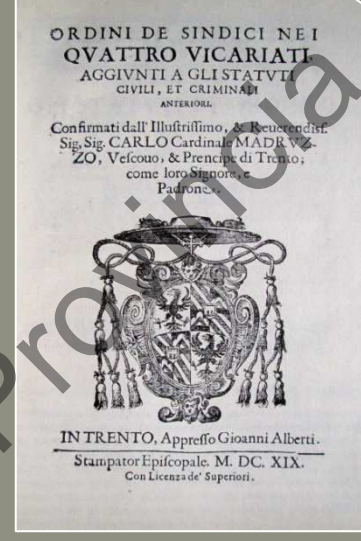 ORDINI DE SINDICI NEI
QVATTRO VICARIATI,
AGGIVNTI A GLI STATVTI
CIVILI, ET CRIMINALI
ANTERIORI.
Confirmati dall' Illustrissimo, & Reuerendiss.
Sig, Sig. CARLO Cardinale MADRVZ-
ZO, Vescouo, & Prencipe di Trento;
come loro Signore, e
Padrone.
IN TRENTO, Appresso Gioanni Alberti.
Stampator Episcopale. M. DC. XIX.
Con Licenza de' Superiori.
Provincia